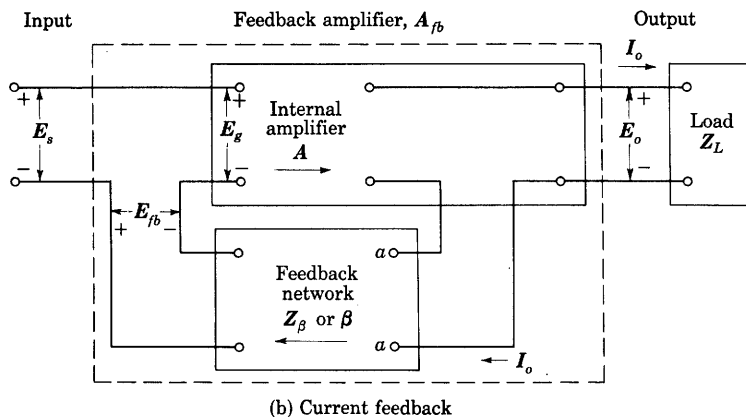 Input
Feedback amplifier, A_fb
Output
I_o
+
E_s
−
+
E_g
−
Internal
amplifier
A
+
E_o
−
Load
Z_L
E_fb
+ −
a
Feedback
network
Z_β or β
a
I_o
(b) Current feedback